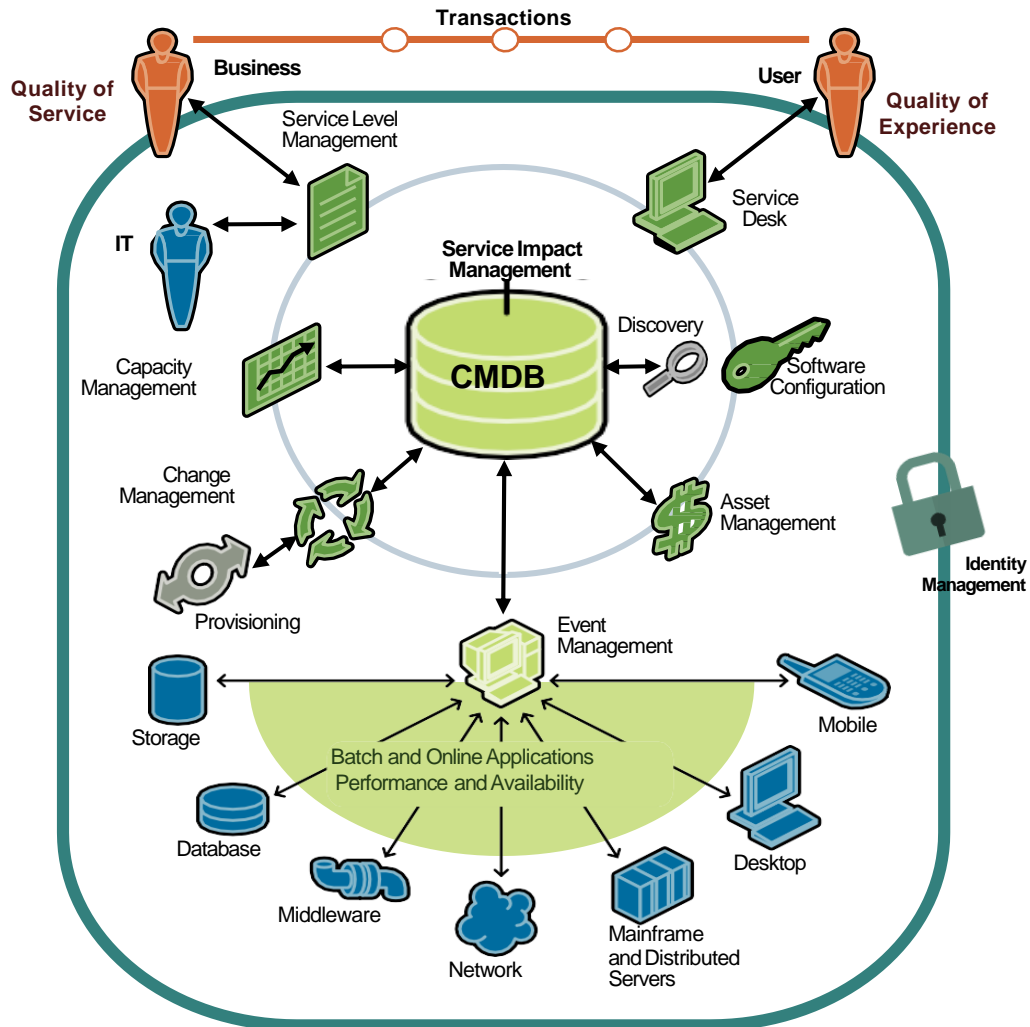 Transactions
Business
User
Quality of
Service
Quality of
Experience
Service Level
Management
Service
Desk
IT
Service Impact
Management
Discovery
CMDB
Capacity
Management
Software
Configuration
Change
Management
Asset
Management
Identity
Management
Provisioning
Event
Management
Storage
Mobile
Batch and Online Applications
Performance and Availability
Database
Desktop
Middleware
Mainframe
and Distributed
Servers
Network